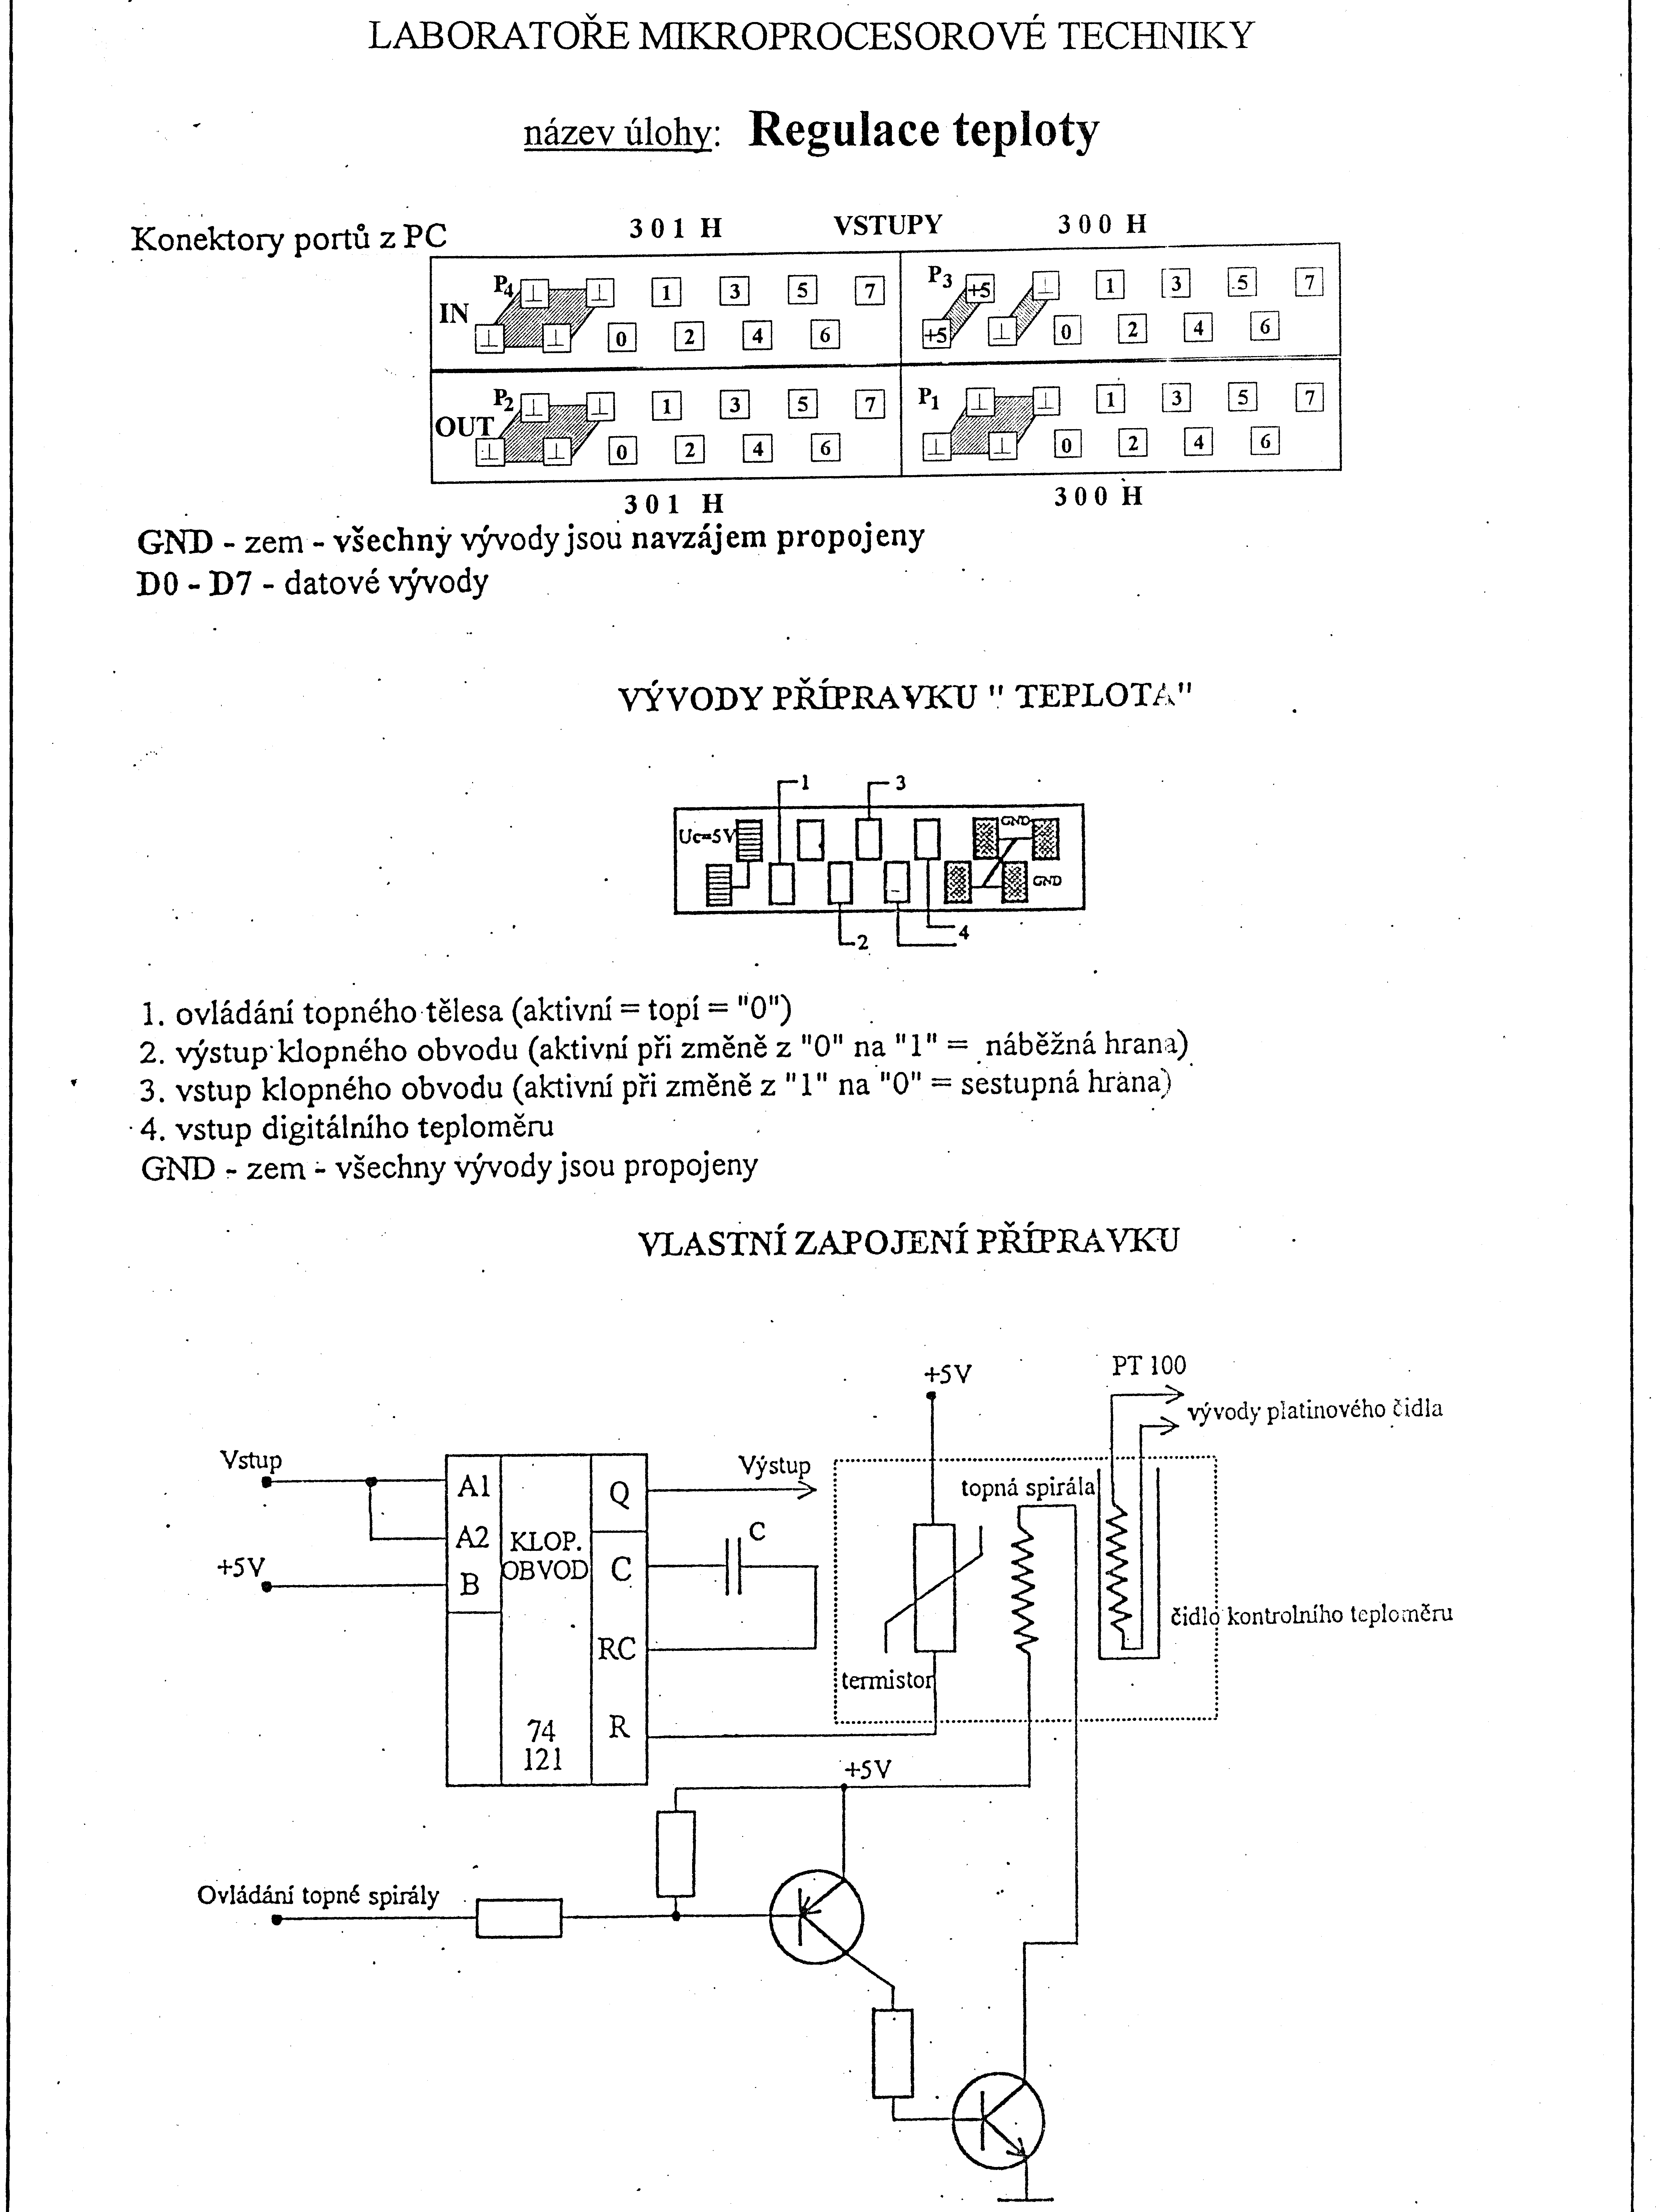 LABORATOŘE MIKROPROCESOROVÉ TECHNIKY
název úlohy: Regulace teploty
Konektory portů z PC
301 H VSTUPY 300 H
IN P4 ⊥ ⊥ 1 3 5 7 P3 +5 ⊥ 1 3 5 7
⊥ ⊥ 0 2 4 6 +5 ⊥ 0 2 4 6
OUT P2 ⊥ ⊥ 1 3 5 7 P1 ⊥ ⊥ 1 3 5 7
⊥ ⊥ 0 2 4 6 ⊥ ⊥ 0 2 4 6
301 H 300 H
GND - zem - všechny vývody jsou navzájem propojeny
D0 - D7 - datové vývody
VÝVODY PŘÍPRAVKU " TEPLOTA"
1 3
Uc=5V GND
GND
2 4
1. ovládání topného tělesa (aktivní = topí = "0")
2. výstup klopného obvodu (aktivní při změně z "0" na "1" = náběžná hrana)
3. vstup klopného obvodu (aktivní při změně z "1" na "0" = sestupná hrana)
4. vstup digitálního teploměru
GND - zem - všechny vývody jsou propojeny
VLASTNÍ ZAPOJENÍ PŘÍPRAVKU
PT 100
+5V
vývody platinového čidla
Vstup
Výstup
A1
Q
topná spirála
A2
KLOP.
OBVOD
C
C
+5V
B
čidlo kontrolního teploměru
RC
termistor
74
121
R
+5V
Ovládání topné spirály